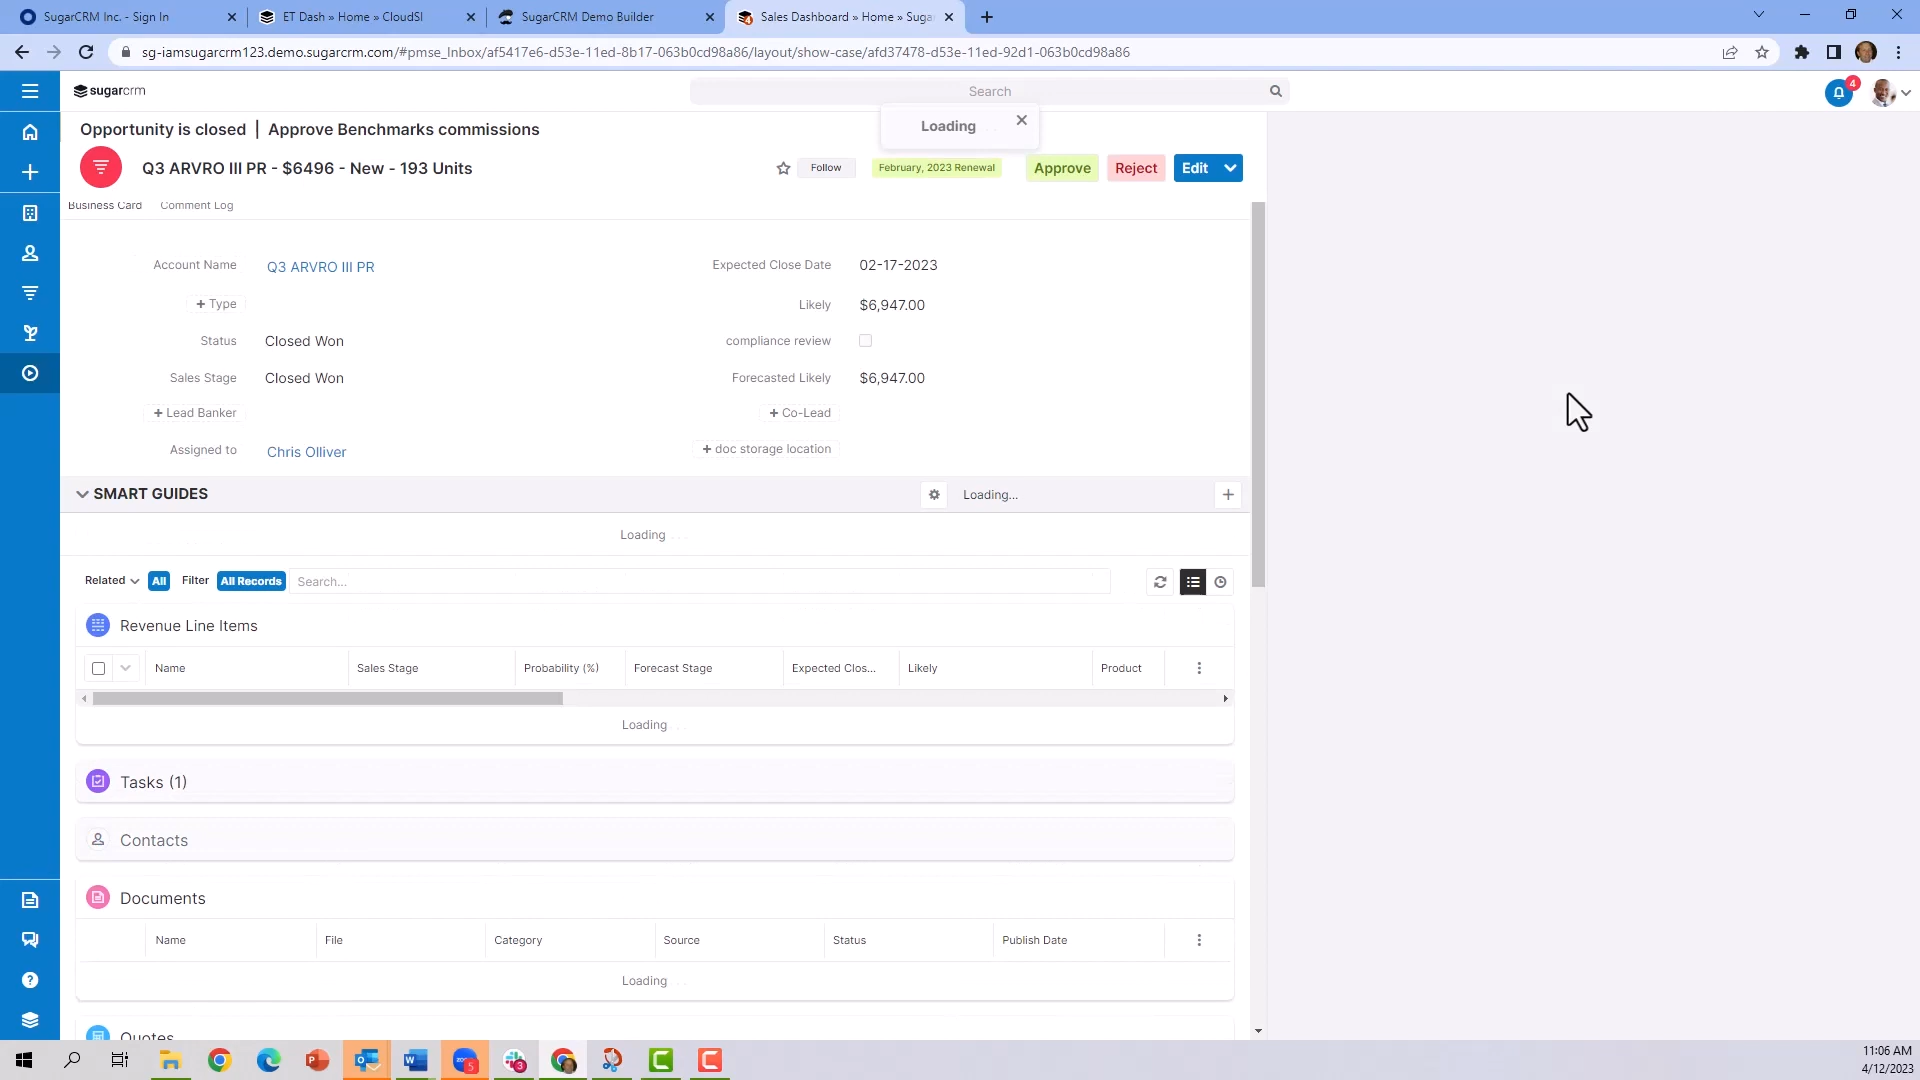 SugarCRM Inc. - Sign In
ET Dash » Home » CloudSI
SugarCRM Demo Builder
Sales Dashboard » Home » Suga
sg-iamsugarcrm123.demo.sugarcrm.com/#pmse_Inbox/af5417e6-d53e-11ed-8b17-063b0cd98a86/layout/show-case/afd37478-d53e-11ed-92d1-063b0cd98a86
sugarcrm
Search
4
Opportunity is closed | Approve Benchmarks commissions
Loading
Q3 ARVRO III PR - $6496 - New - 193 Units
Follow
February, 2023 Renewal
Approve
Reject
Edit
Business Card
Comment Log
Account Name
Q3 ARVRO III PR
Expected Close Date
02-17-2023
+ Type
Likely
$6,947.00
Status
Closed Won
compliance review
Sales Stage
Closed Won
Forecasted Likely
$6,947.00
+ Lead Banker
+ Co-Lead
Assigned to
Chris Olliver
+ doc storage location
SMART GUIDES
Loading...
Loading
Related
All
Filter
All Records
Search...
Revenue Line Items
Name
Sales Stage
Probability (%)
Forecast Stage
Expected Clos...
Likely
Product
Loading
Tasks (1)
Contacts
Documents
Name
File
Category
Source
Status
Publish Date
Loading
Quotes
5
3
11:06 AM
4/12/2023